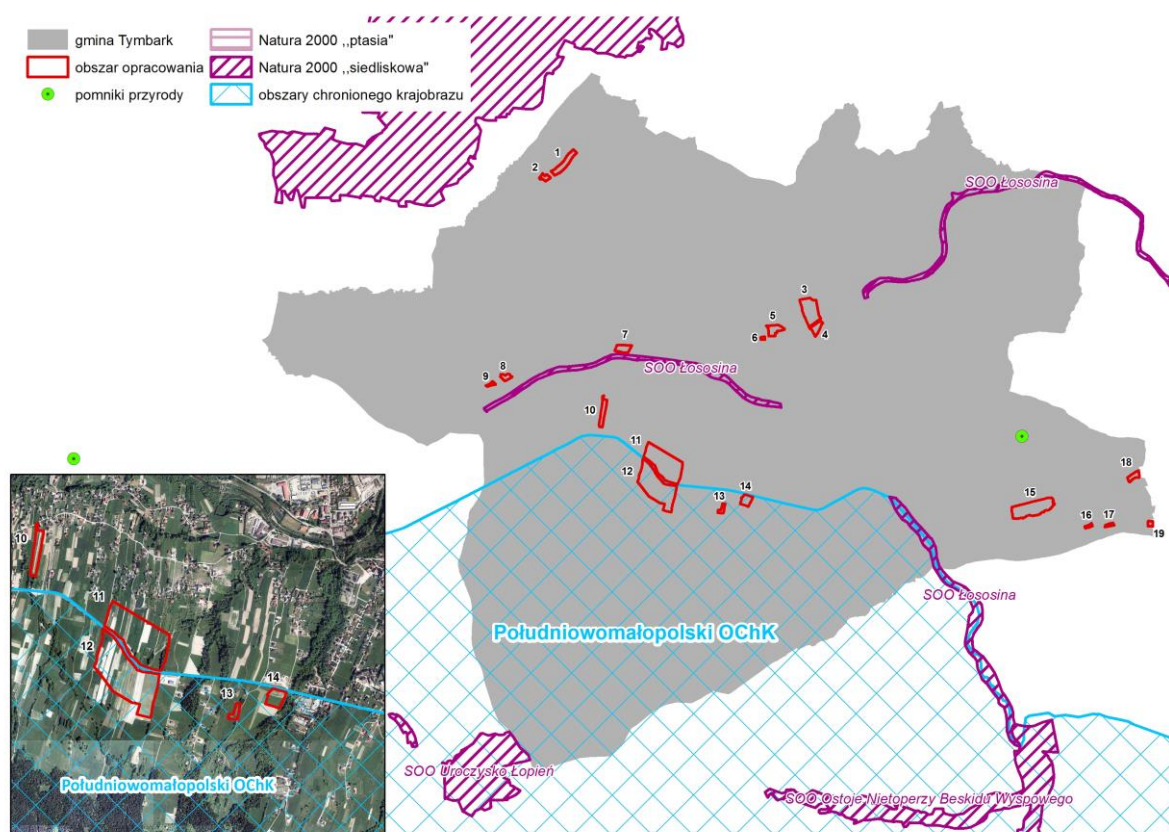 gmina Tymbark
obszar opracowania
pomniki przyrody
Natura 2000 ,,ptasia"
Natura 2000 ,,siedliskowa"
obszary chronionego krajobrazu
1
2
SOO Łososina
3
4
5
6
7
SOO Łososina
8
9
10
11
12
13
14
15
16
17
18
19
SOO Łososina
Południowomałopolski OChK
SOO Uroczysko Łopień
SOO Ostoje Nietoperzy Beskidu Wyspowego
10
11
12
13
14
Południowomałopolski OChK